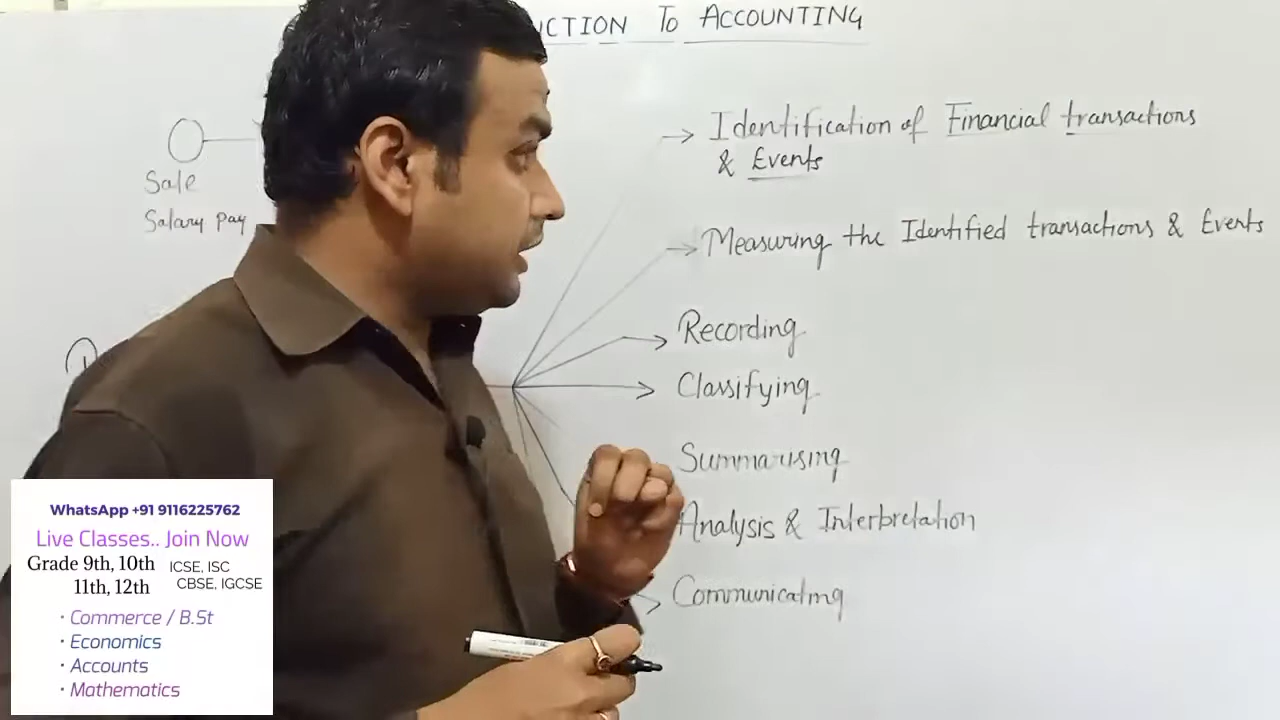 CTION TO ACCOUNTING
Sale
Salary pay
Identification of Financial transactions
& Events
Measuring the Identified transactions & Events
Recording
Classifying
Summarising
Analysis & Interbretation
Communicating
WhatsApp +91 9116225762
Live Classes.. Join Now
Grade 9th, 10th ICSE, ISC
11th, 12th CBSE, IGCSE
• Commerce / B.St
• Economics
• Accounts
• Mathematics